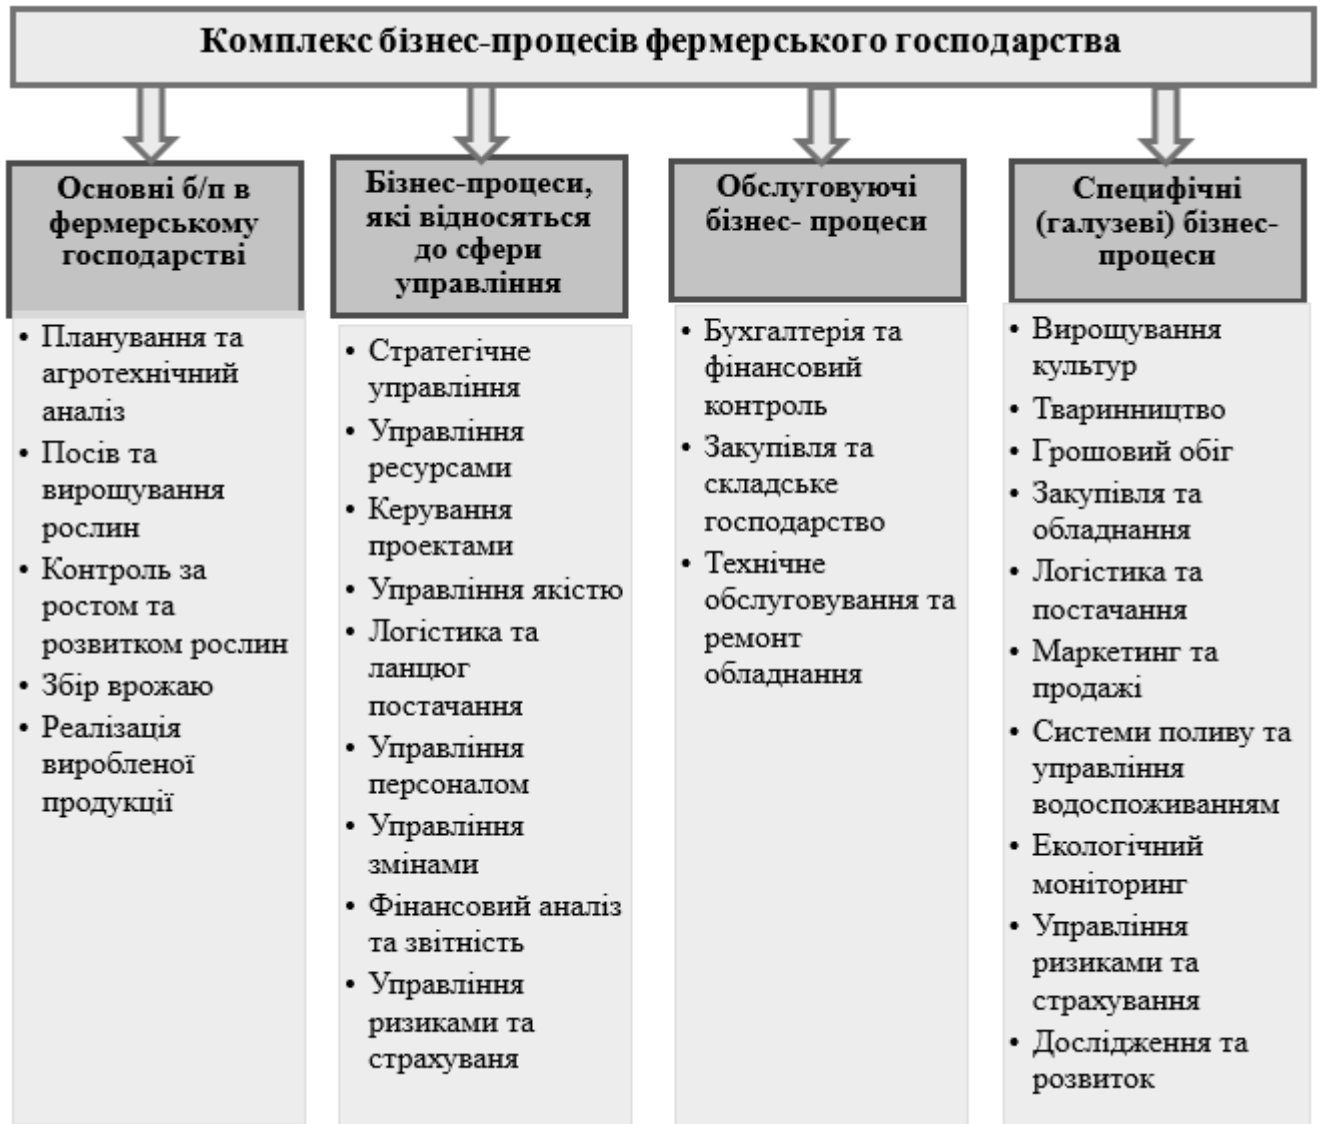 Комплекс бізнес-процесів фермерського господарства
Основні б/п в
фермерському
господарстві
• Планування та
агротехнічний
аналіз
• Посів та
вирощування
рослин
• Контроль за
ростом та
розвитком рослин
• Збір врожаю
• Реалізація
виробленої
продукції
Бізнес-процеси,
які відносяться
до сфери
управління
• Стратегічне
управління
• Управління
ресурсами
• Керування
проектами
• Управління якістю
• Логістика та
ланцюг
постачання
• Управління
персоналом
• Управління
змінами
• Фінансовий аналіз
та звітність
• Управління
ризиками та
страхуваня
Обслуговуючі
бізнес- процеси
• Бухгалтерія та
фінансовий
контроль
• Закупівля та
складське
господарство
• Технічне
обслуговування та
ремонт
обладнання
Специфічні
(галузеві) бізнес-
процеси
• Вирощування
культур
• Тваринництво
• Грошовий обіг
• Закупівля та
обладнання
• Логістика та
постачання
• Маркетинг та
продажі
• Системи поливу та
управління
водоспоживанням
• Екологічний
моніторинг
• Управління
ризиками та
страхування
• Дослідження та
розвиток